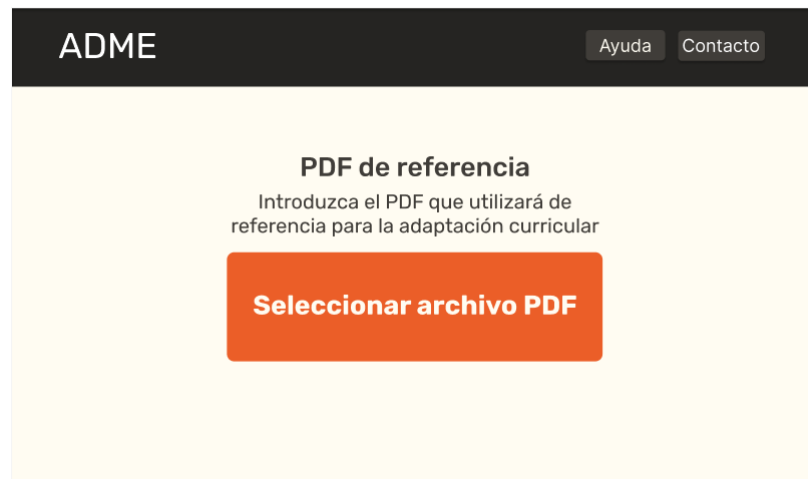 ADME
Ayuda
Contacto
PDF de referencia
Introduzca el PDF que utilizará de
referencia para la adaptación curricular
Seleccionar archivo PDF